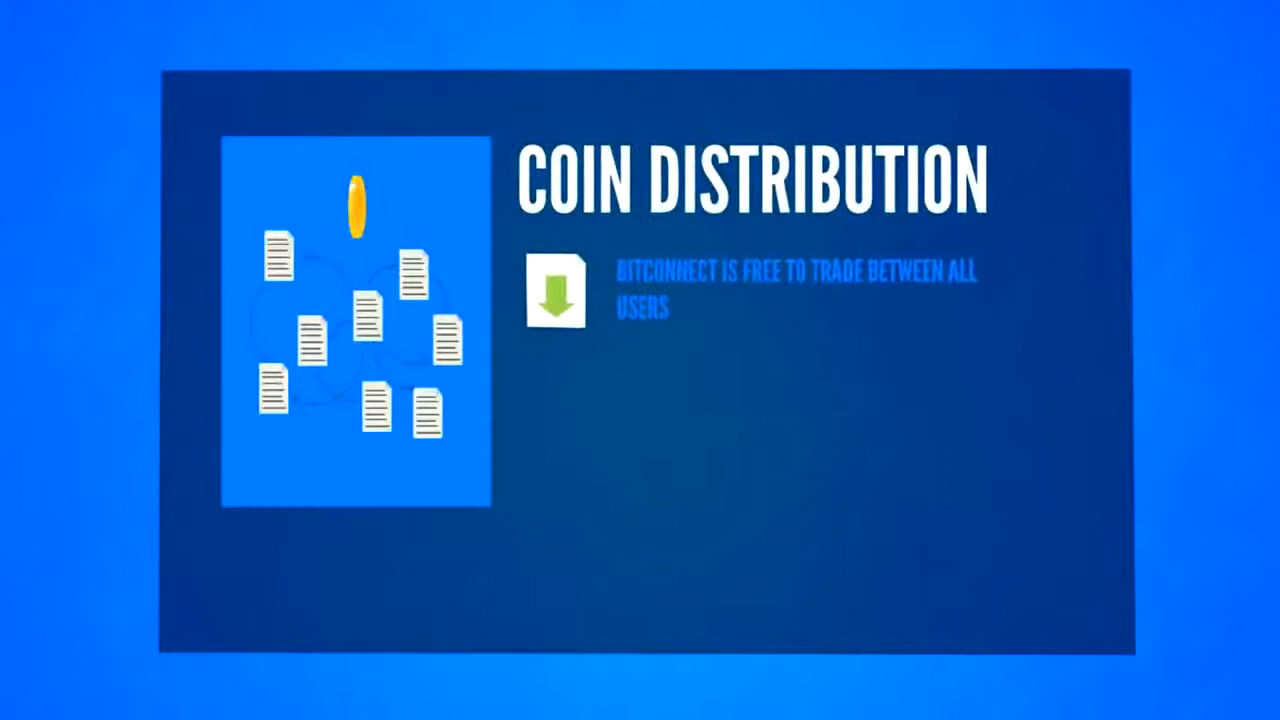 COIN DISTRIBUTION
BITCONNECT IS FREE TO TRADE BETWEEN ALL
USERS